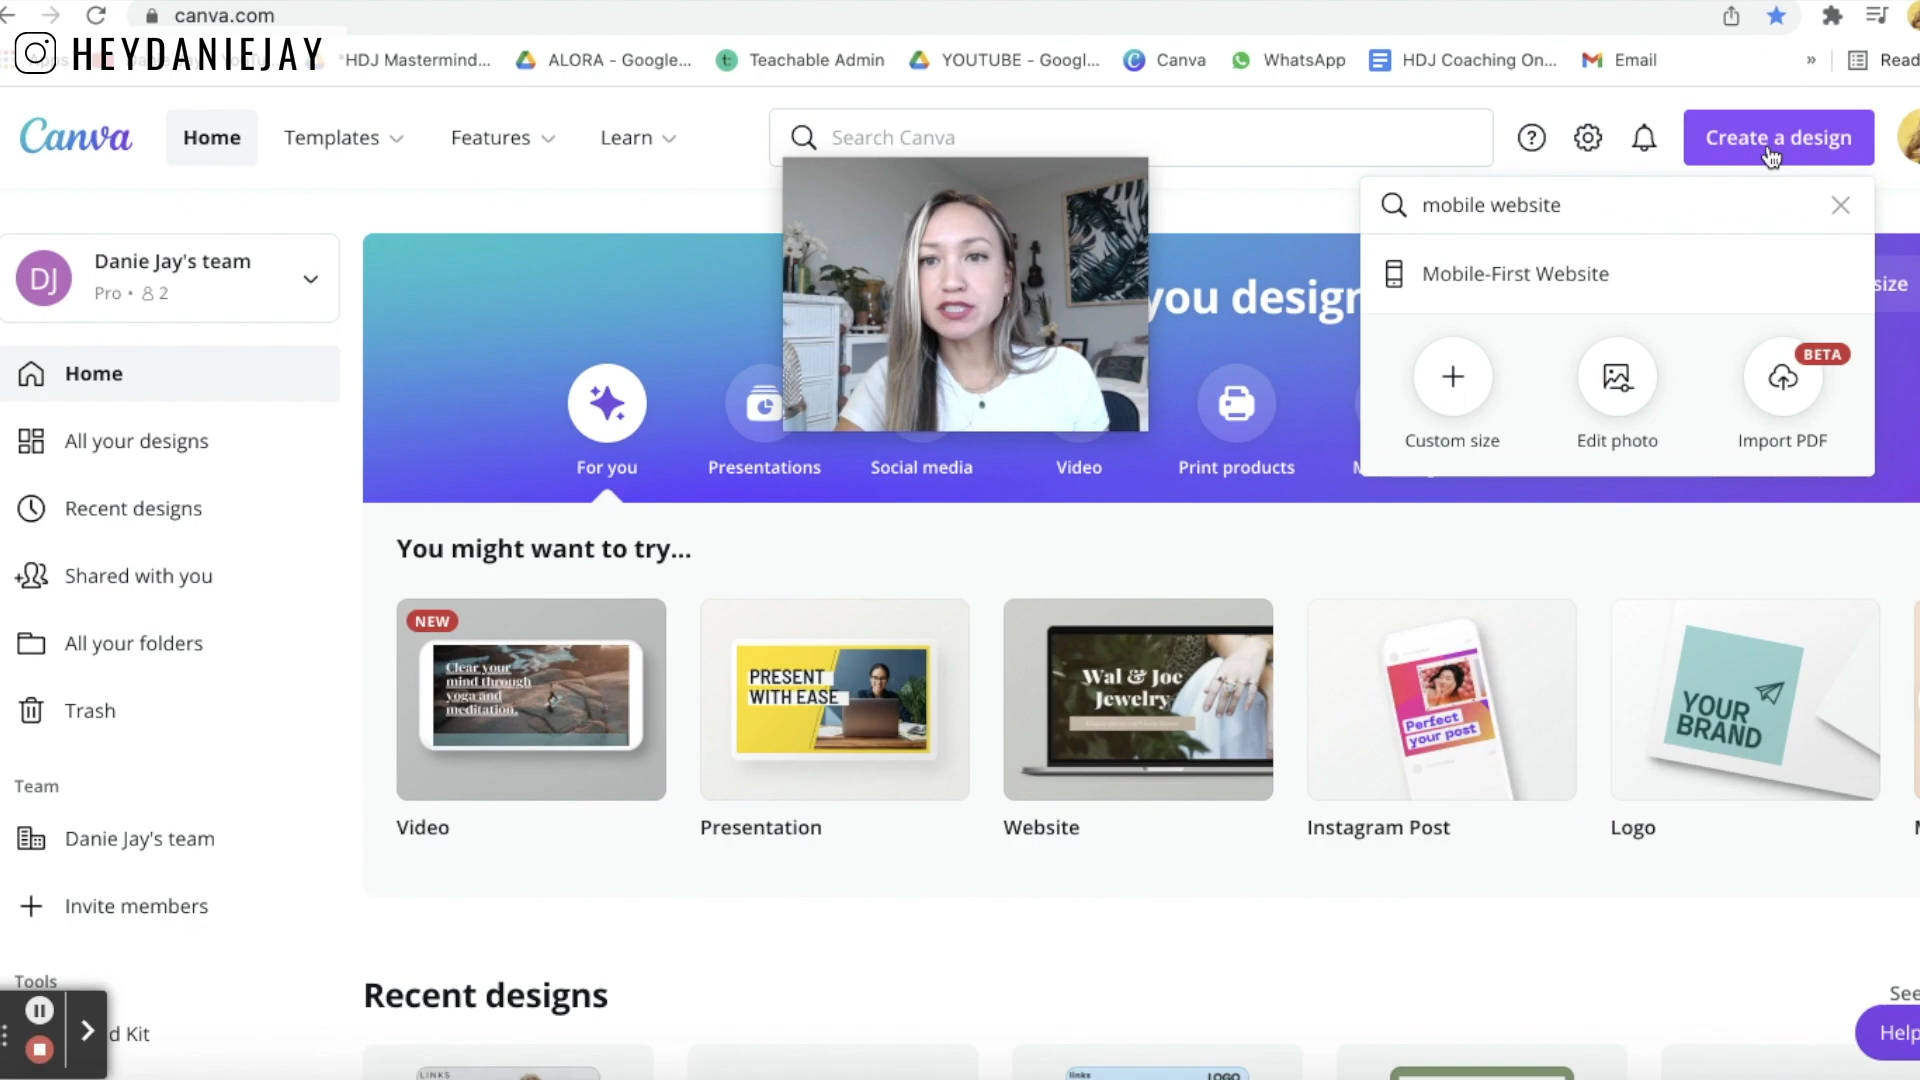 canva.com
HEYDANIEJAY
*HDJ Mastermind...
ALORA - Google...
Teachable Admin
YOUTUBE - Googl...
Canva
WhatsApp
HDJ Coaching On...
Email
»
Read
Canva
Home
Templates
Features
Learn
Search Canva
Create a design
mobile website
Mobile-First Website
BETA
Custom size
Edit photo
Import PDF
DJ
Danie Jay's team
Pro • 2
Home
All your designs
Recent designs
Shared with you
All your folders
Trash
Team
Danie Jay's team
Invite members
Tools
d Kit
you design
size
For you
Presentations
Social media
Video
Print products
You might want to try...
NEW
Clear your
mind through
yoga and
meditation.
Video
PRESENT
WITH EASE
Presentation
Wal & Joe
Jewelry
Website
Perfect
your post
Instagram Post
YOUR
BRAND
Logo
Recent designs
See
Help
LINKS
links
LOGO